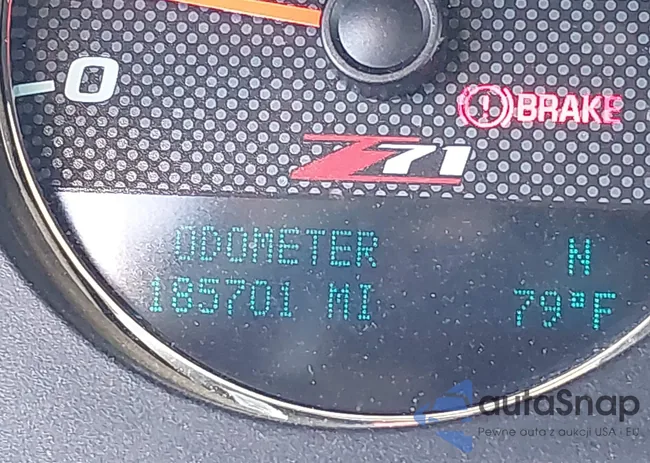 0
BRAKE
Z71
ODOMETER N
185701 MI 79°F
autoSnap
Pewne auta z aukcji USA - EU